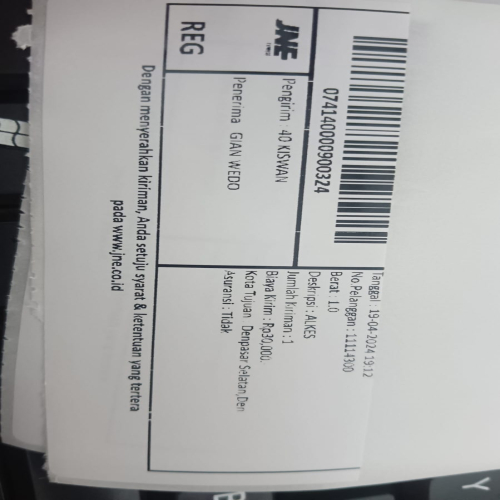 074140000900324
Tanggal : 19-04-2024 19:12
No.Pelanggan : 11114300
Berat : 1.0
Deskripsi : ALKES
Jumlah Kiriman : 1
Biaya Kirim : Rp30,000.
Kota Tujuan Denpasar Selatan,Den
Asuransi : Tidak
JNE
Pengirim 40 KISWAN
REG
Penerima GIAN WEDO
Dengan menyerahkan kiriman, Anda setuju syarat & ketentuan yang tertera
pada www.jne.co.id
Y